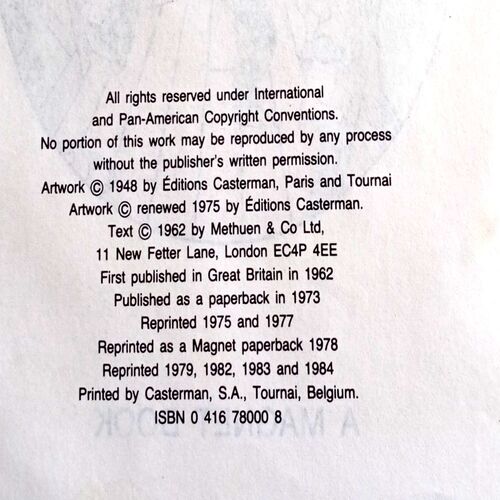 All rights reserved under International
and Pan-American Copyright Conventions.
No portion of this work may be reproduced by any process
without the publisher's written permission.
Artwork © 1948 by Éditions Casterman, Paris and Tournai
Artwork © renewed 1975 by Éditions Casterman.
Text © 1962 by Methuen & Co Ltd,
11 New Fetter Lane, London EC4P 4EE
First published in Great Britain in 1962
Published as a paperback in 1973
Reprinted 1975 and 1977
Reprinted as a Magnet paperback 1978
Reprinted 1979, 1982, 1983 and 1984
Printed by Casterman, S.A., Tournai, Belgium.
ISBN 0 416 78000 8
A MAGNET BOOK